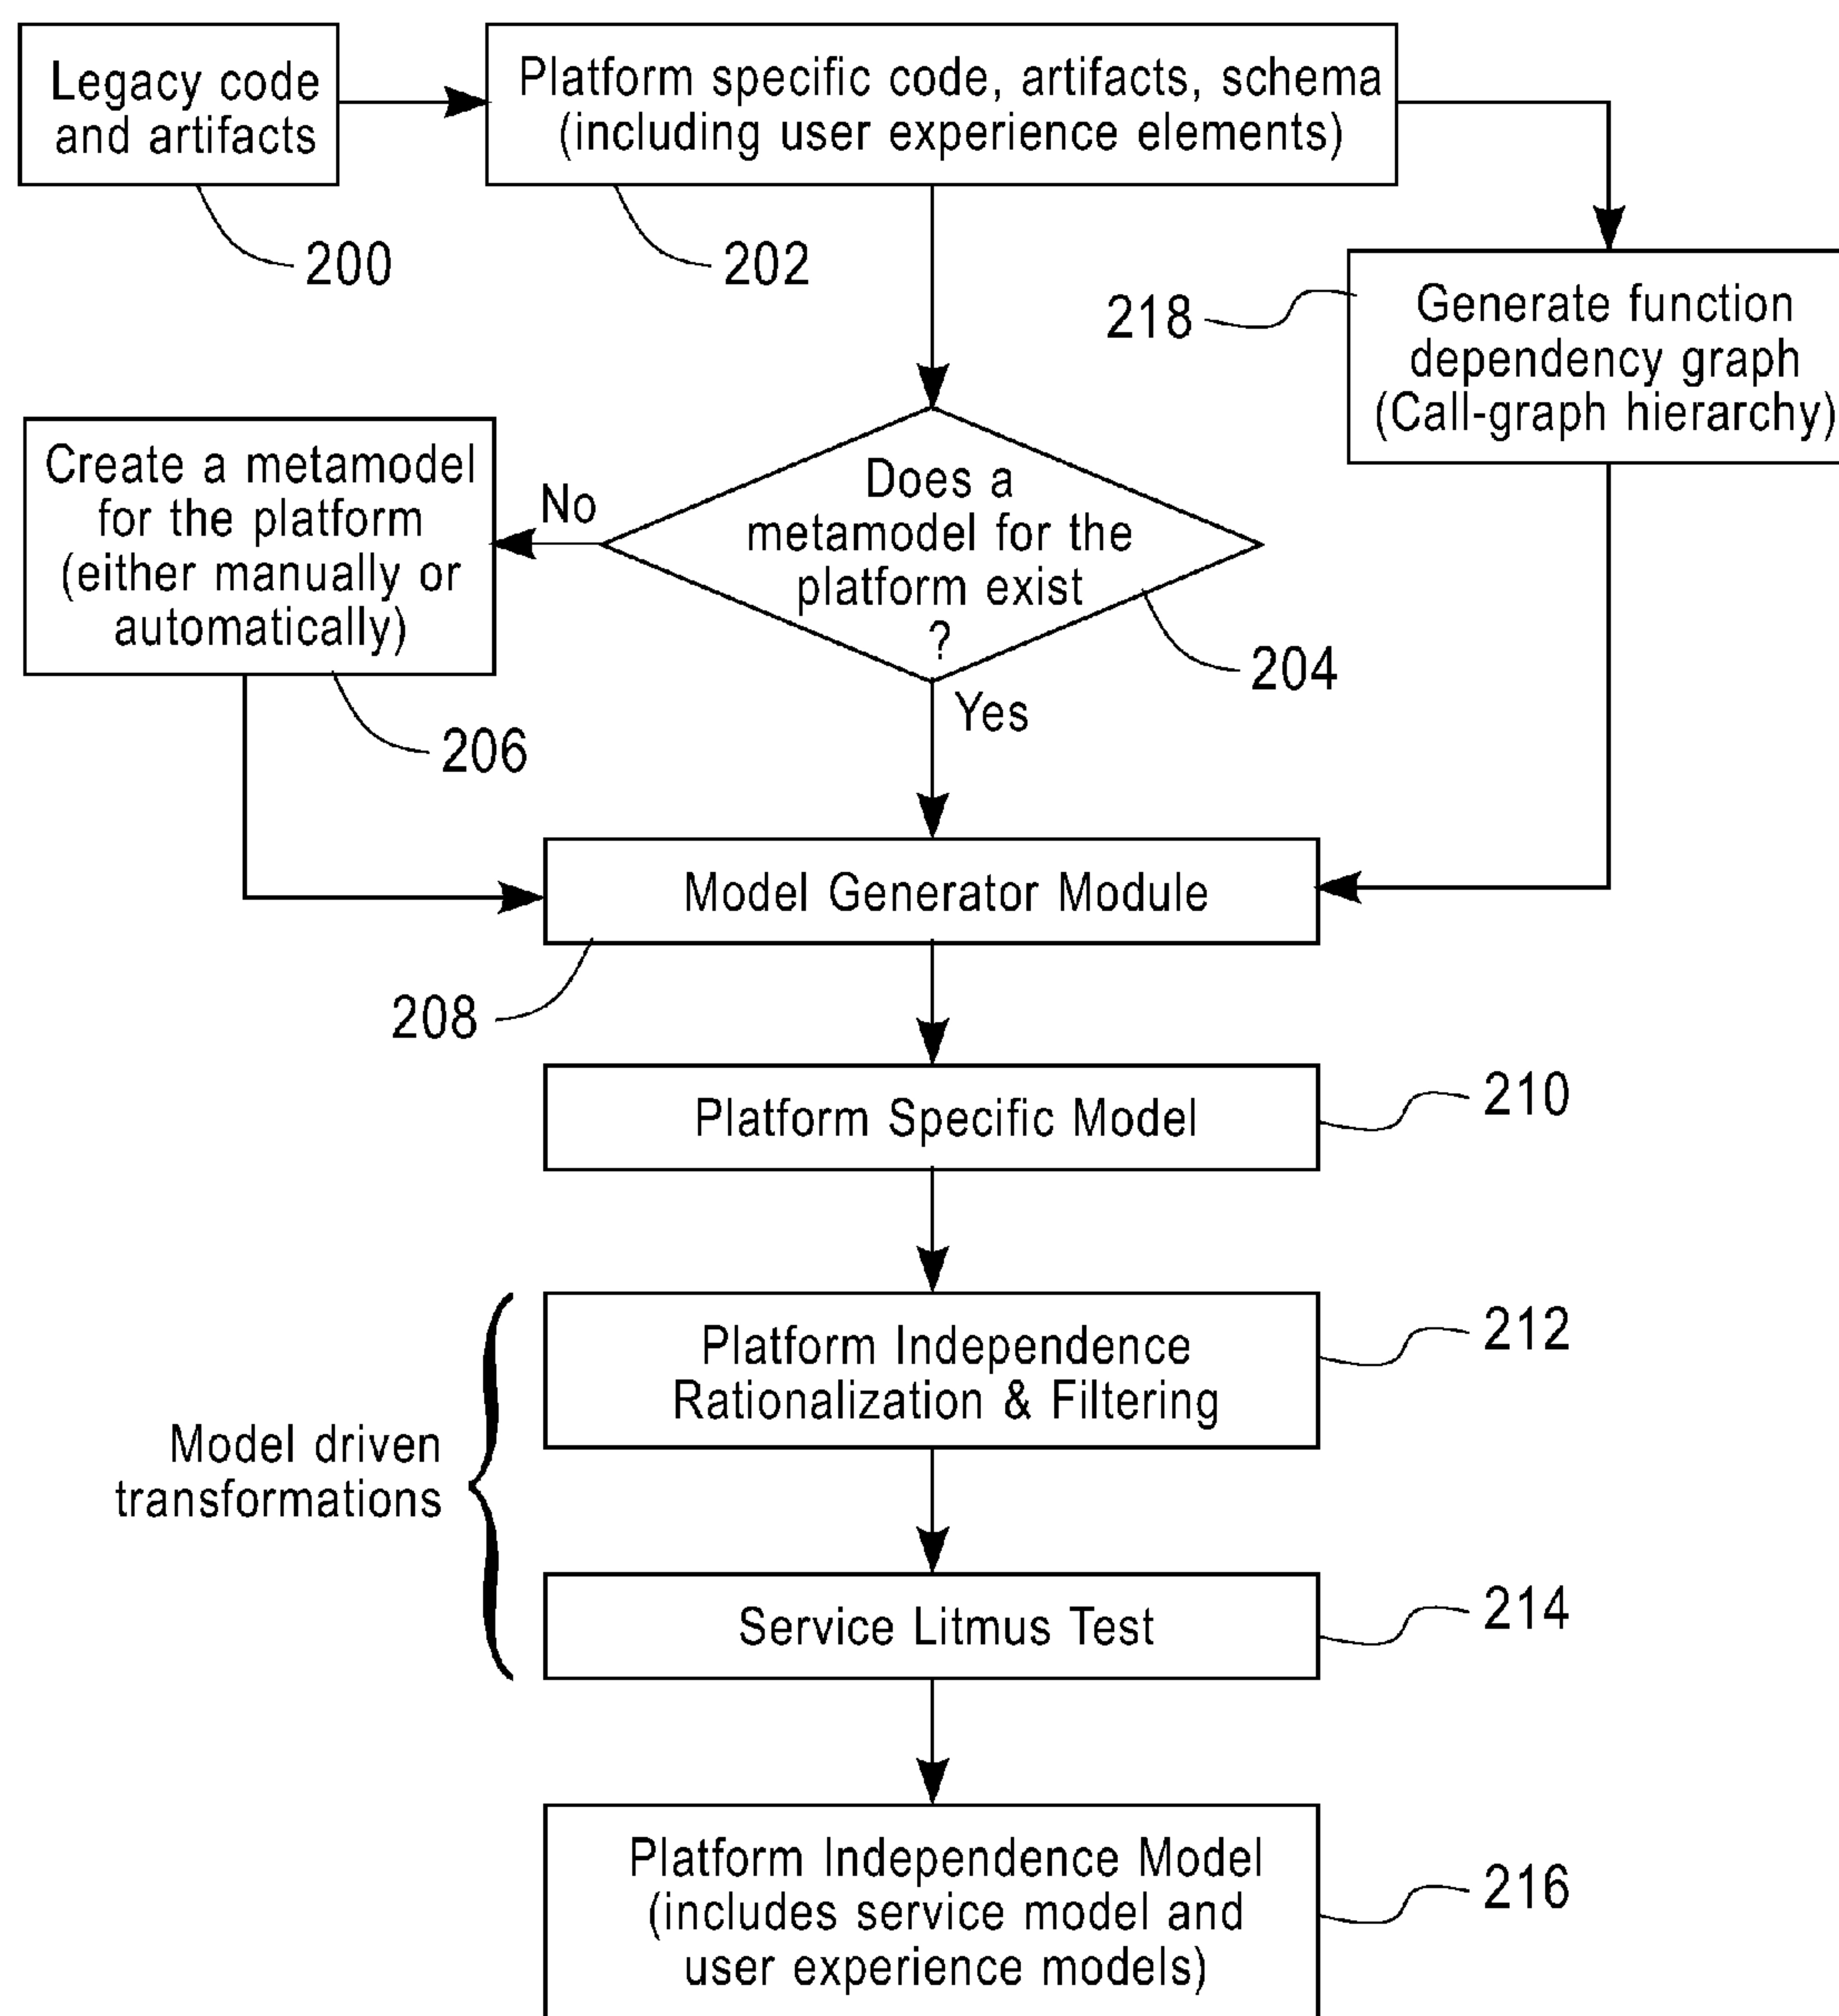 Legacy code
and artifacts
200
Platform specific code, artifacts, schema
(including user experience elements)
202
218
Generate function
dependency graph
(Call-graph hierarchy)
Create a metamodel
for the platform
(either manually or
automatically)
206
No
Does a
metamodel for the
platform exist
?
204
Yes
Model Generator Module
208
Platform Specific Model
210
Model driven
transformations
Platform Independence
Rationalization & Filtering
212
Service Litmus Test
214
Platform Independence Model
(includes service model and
user experience models)
216